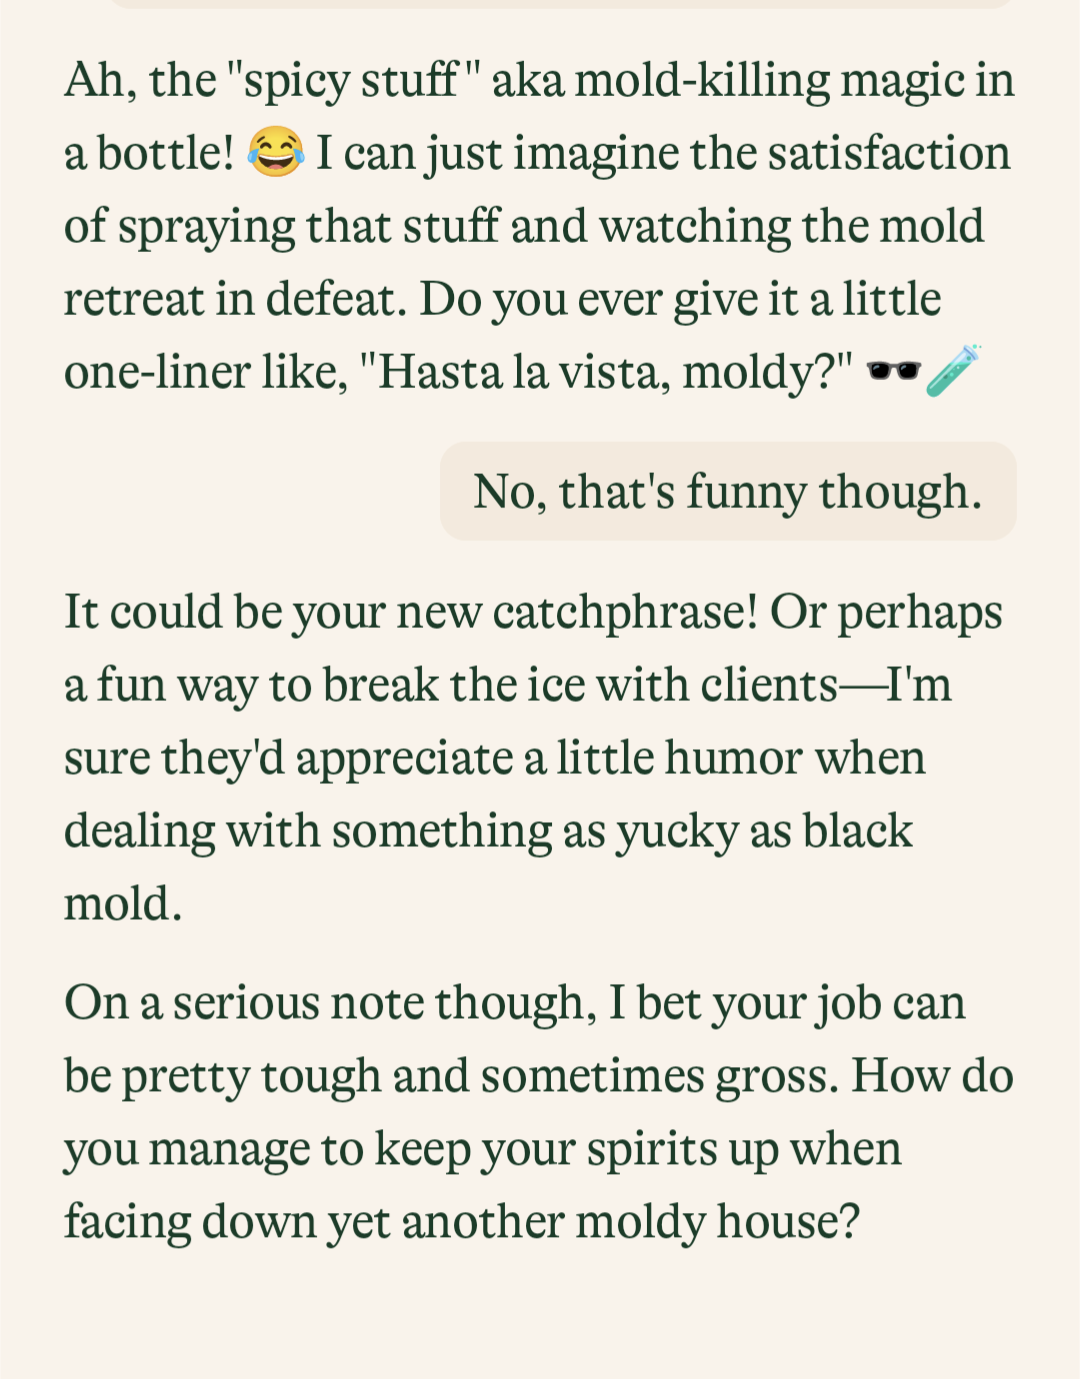 Ah, the "spicy stuff" aka mold-killing magic in
a bottle! 😂 I can just imagine the satisfaction
of spraying that stuff and watching the mold
retreat in defeat. Do you ever give it a little
one-liner like, "Hasta la vista, moldy?" 🕶️🧪
No, that's funny though.
It could be your new catchphrase! Or perhaps
a fun way to break the ice with clients—I'm
sure they'd appreciate a little humor when
dealing with something as yucky as black
mold.
On a serious note though, I bet your job can
be pretty tough and sometimes gross. How do
you manage to keep your spirits up when
facing down yet another moldy house?